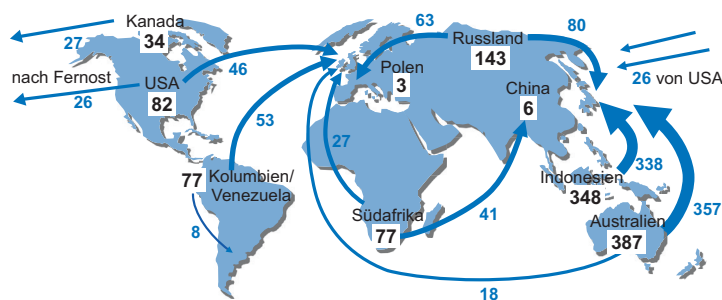 Kanada
34
27
nach Fernost
26
USA
82
46
63
Russland
143
80
26 von USA
Polen
3
China
6
53
27
77 Kolumbien/
Venezuela
8
Südafrika
77
41
Indonesien
348
338
Australien
387
357
18